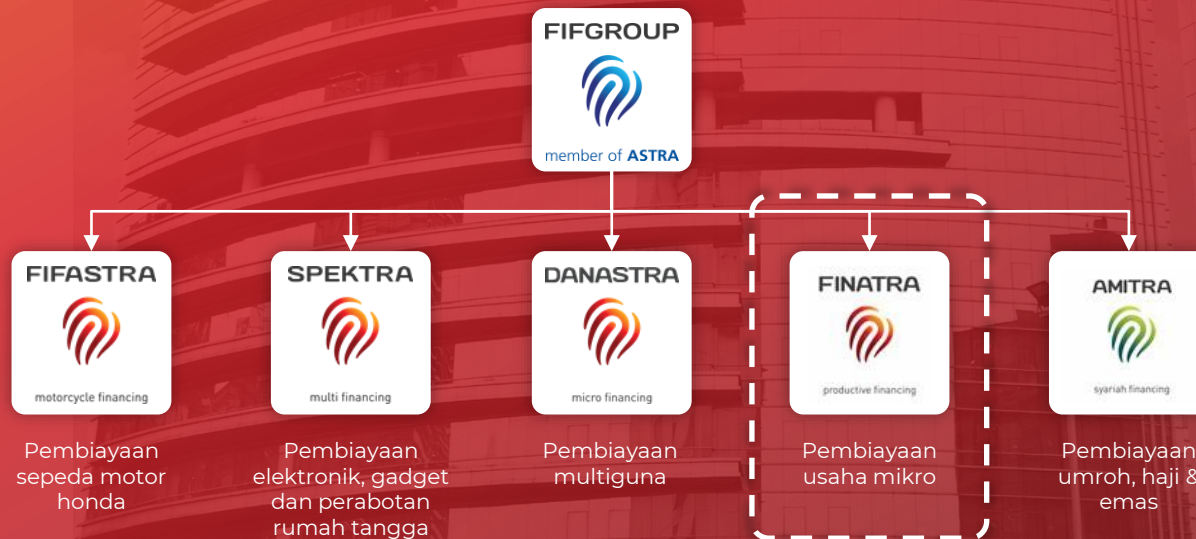 FIFGROUP
member of ASTRA
FIFASTRA
motorcycle financing
Pembiayaan
sepeda motor
honda
SPEKTRA
multi financing
Pembiayaan
elektronik, gadget
dan perabotan
rumah tangga
DANASTRA
micro financing
Pembiayaan
multiguna
FINATRA
productive financing
Pembiayaan
usaha mikro
AMITRA
syariah financing
Pembiayaan
umroh, haji &
emas